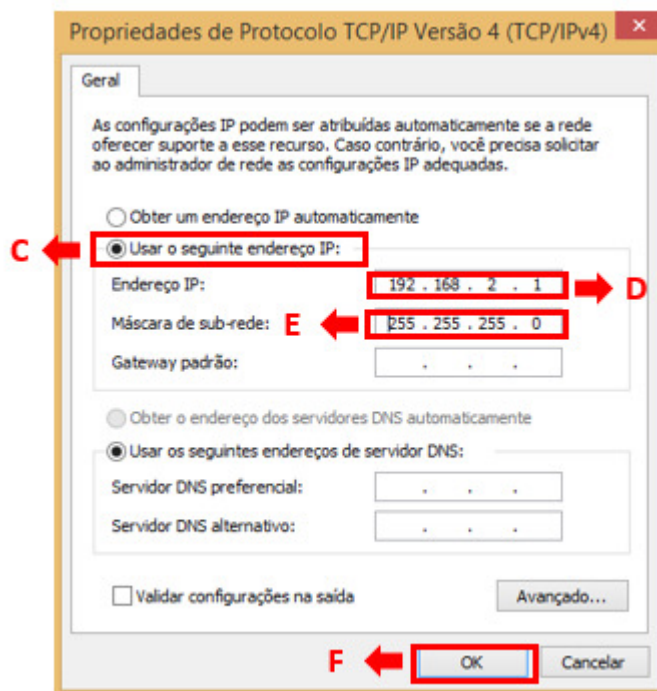 Propriedades de Protocolo TCP/IP Versão 4 (TCP/IPv4) ×
Geral
As configurações IP podem ser atribuídas automaticamente se a rede
oferecer suporte a esse recurso. Caso contrário, você precisa solicitar
ao administrador de rede as configurações IP adequadas.
Obter um endereço IP automaticamente
C Usar o seguinte endereço IP:
Endereço IP: 192 . 168 . 2 . 1 D
Máscara de sub-rede: E 255 . 255 . 255 . 0
Gateway padrão: . . .
Obter o endereço dos servidores DNS automaticamente
Usar os seguintes endereços de servidor DNS:
Servidor DNS preferencial: . . .
Servidor DNS alternativo: . . .
Validar configurações na saída Avançado...
F OK Cancelar